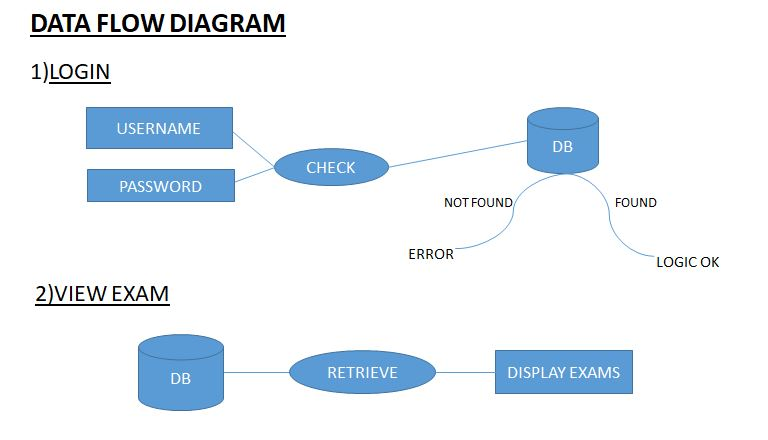 DATA FLOW DIAGRAM
1)LOGIN
USERNAME
PASSWORD
CHECK
DB
NOT FOUND
FOUND
ERROR
LOGIC OK
2)VIEW EXAM
DB
RETRIEVE
DISPLAY EXAMS